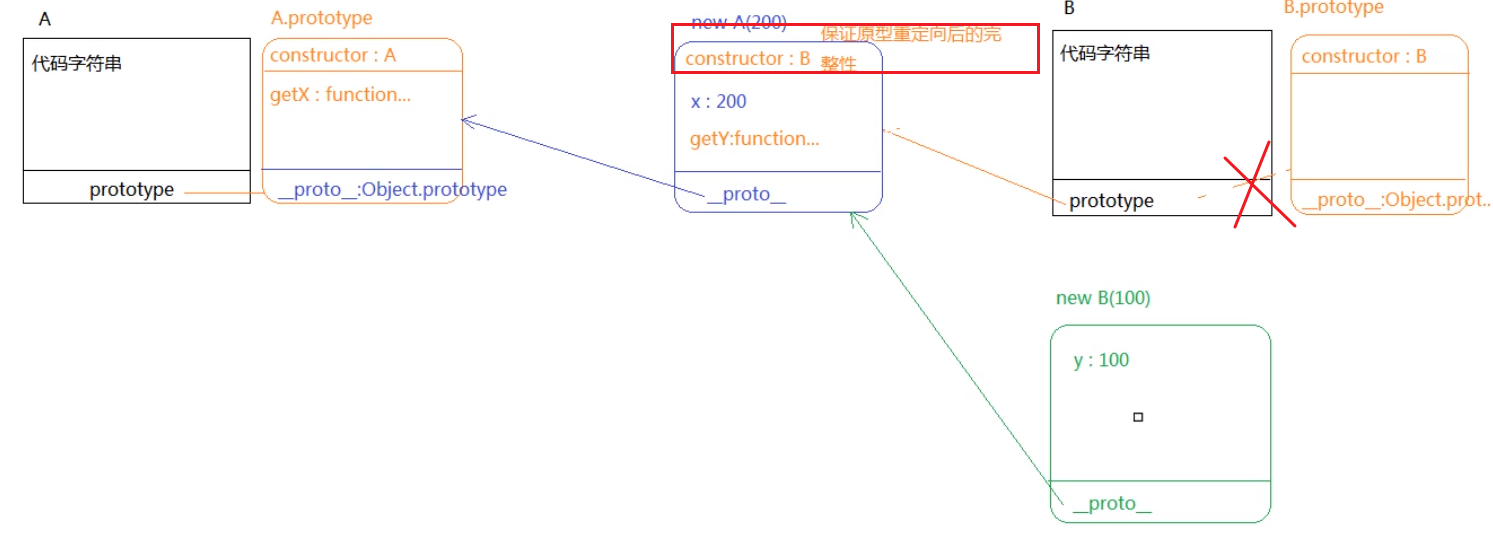 A
A.prototype
代码字符串
constructor : A
getX : function...
prototype
__proto__:Object.prototype
new A(200)
保证原型重定向后的完
整性
constructor : B
x : 200
getY:function...
__proto__
B
B.prototype
代码字符串
constructor : B
prototype
__proto__:Object.prot..
new B(100)
y : 100
__proto__